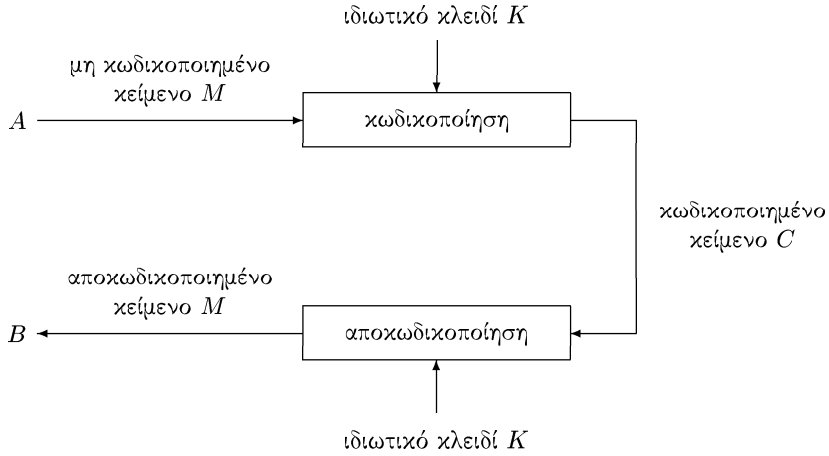 ιδιωτικό κλειδί K
μη κωδικοποιημένο
κείμενο M
A
κωδικοποίηση
κωδικοποιημένο
κείμενο C
αποκωδικοποιημένο
κείμενο M
B
αποκωδικοποίηση
ιδιωτικό κλειδί K